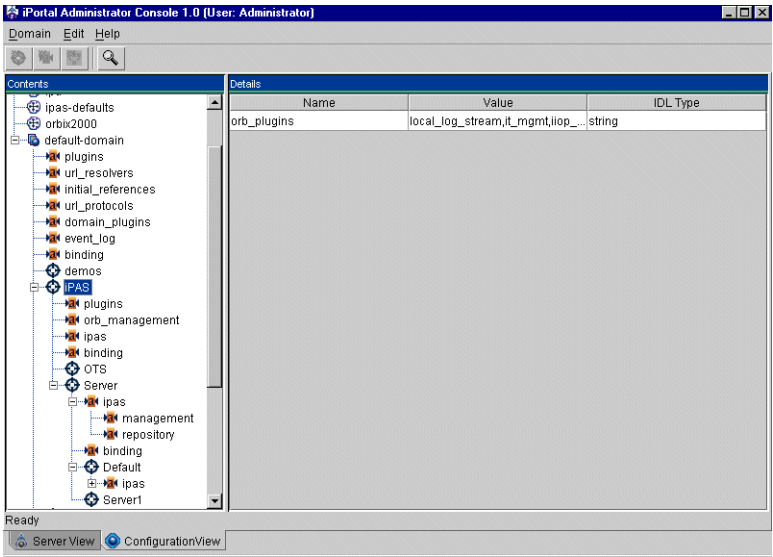 iPortal Administrator Console 1.0 (User: Administrator)
Domain Edit Help
Contents
Details
ipas-defaults
orbix2000
default-domain
plugins
url_resolvers
initial_references
url_protocols
domain_plugins
event_log
binding
demos
iPAS
plugins
orb_management
ipas
binding
OTS
Server
ipas
management
repository
binding
Default
ipas
Server1
Name Value IDL Type
orb_plugins local_log_stream,it_mgmt,iiop_... string
Ready
Server View ConfigurationView